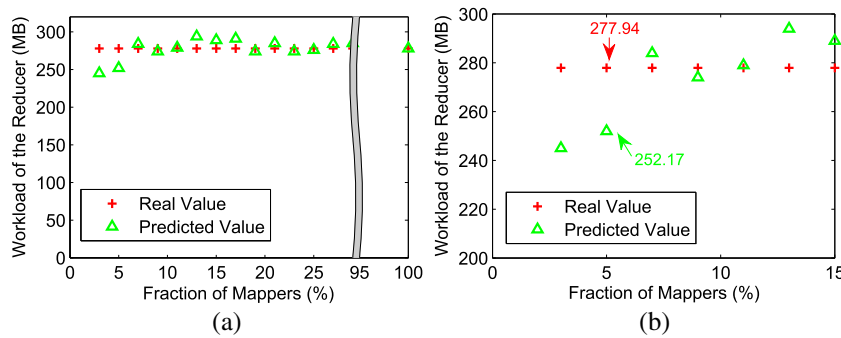 Workload of the Reducer (MB)
300
250
200
150
100
50
0
Real Value
Predicted Value
0 5 10 11 20 21 25 95 100
Fraction of Mappers (%)
(a)
Workload of the Reducer (MB)
300
280
260
240
220
200
277.94
252.17
Real Value
Predicted Value
0 5 10 15
Fraction of Mappers (%)
(b)